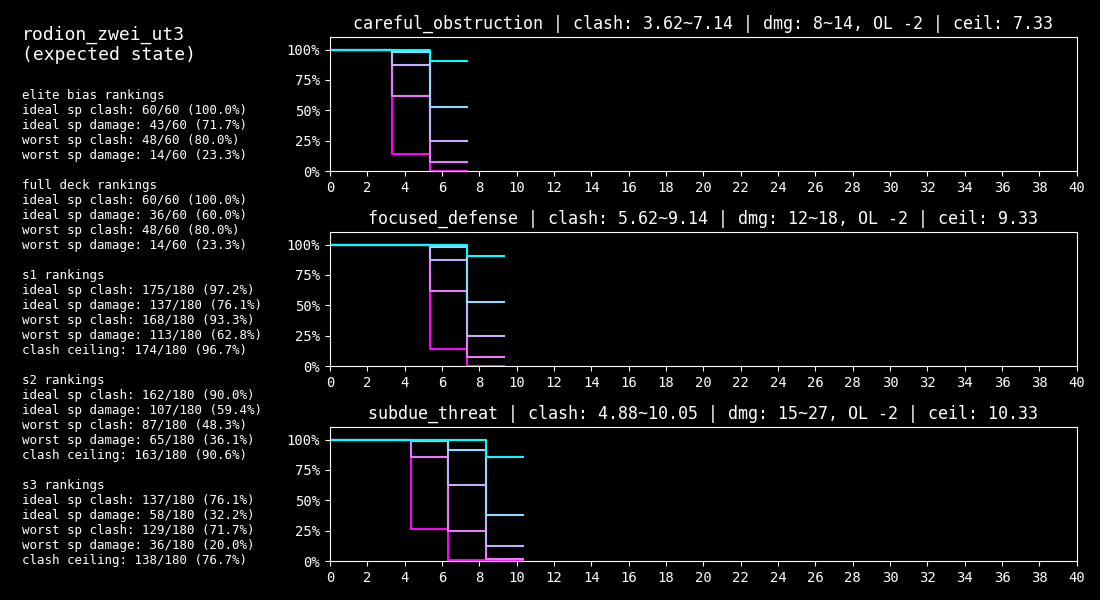 rodion_zwei_ut3
(expected state)
elite bias rankings
ideal sp clash: 60/60 (100.0%)
ideal sp damage: 43/60 (71.7%)
worst sp clash: 48/60 (80.0%)
worst sp damage: 14/60 (23.3%)
full deck rankings
ideal sp clash: 60/60 (100.0%)
ideal sp damage: 36/60 (60.0%)
worst sp clash: 48/60 (80.0%)
worst sp damage: 14/60 (23.3%)
s1 rankings
ideal sp clash: 175/180 (97.2%)
ideal sp damage: 137/180 (76.1%)
worst sp clash: 168/180 (93.3%)
worst sp damage: 113/180 (62.8%)
clash ceiling: 174/180 (96.7%)
s2 rankings
ideal sp clash: 162/180 (90.0%)
ideal sp damage: 107/180 (59.4%)
worst sp clash: 87/180 (48.3%)
worst sp damage: 65/180 (36.1%)
clash ceiling: 163/180 (90.6%)
s3 rankings
ideal sp clash: 137/180 (76.1%)
ideal sp damage: 58/180 (32.2%)
worst sp clash: 129/180 (71.7%)
worst sp damage: 36/180 (20.0%)
clash ceiling: 138/180 (76.7%)
careful_obstruction | clash: 3.62~7.14 | dmg: 8~14, OL -2 | ceil: 7.33
100%
75%
50%
25%
0%
0 2 4 6 8 10 12 14 16 18 20 22 24 26 28 30 32 34 36 38 40
focused_defense | clash: 5.62~9.14 | dmg: 12~18, OL -2 | ceil: 9.33
100%
75%
50%
25%
0%
0 2 4 6 8 10 12 14 16 18 20 22 24 26 28 30 32 34 36 38 40
subdue_threat | clash: 4.88~10.05 | dmg: 15~27, OL -2 | ceil: 10.33
100%
75%
50%
25%
0%
0 2 4 6 8 10 12 14 16 18 20 22 24 26 28 30 32 34 36 38 40